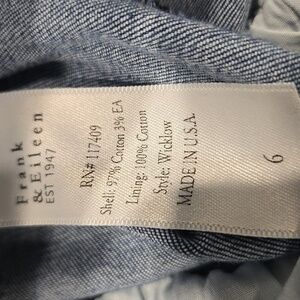 Frank
& Eileen
EST 1947
RN# 117409
Shell: 97% Cotton 3% EA
Lining: 100% Cotton
Style: Wicklow
MADE IN U.S.A.
6